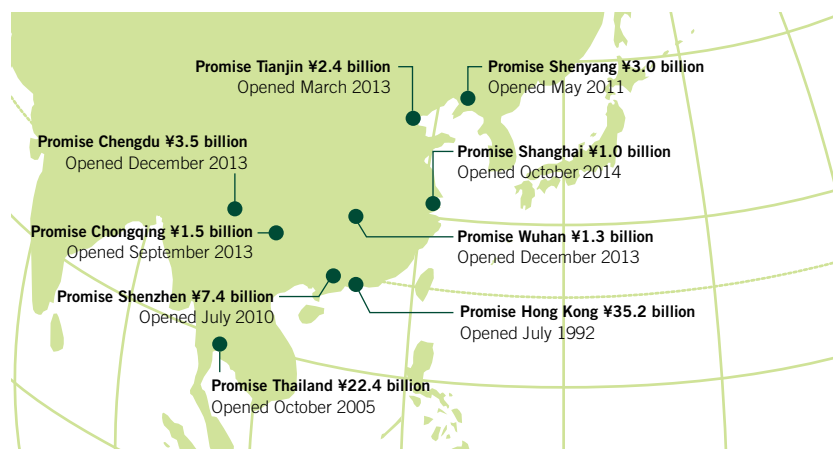 Promise Tianjin ¥2.4 billion
Opened March 2013
Promise Shenyang ¥3.0 billion
Opened May 2011
Promise Chengdu ¥3.5 billion
Opened December 2013
Promise Shanghai ¥1.0 billion
Opened October 2014
Promise Chongqing ¥1.5 billion
Opened September 2013
Promise Wuhan ¥1.3 billion
Opened December 2013
Promise Shenzhen ¥7.4 billion
Opened July 2010
Promise Hong Kong ¥35.2 billion
Opened July 1992
Promise Thailand ¥22.4 billion
Opened October 2005